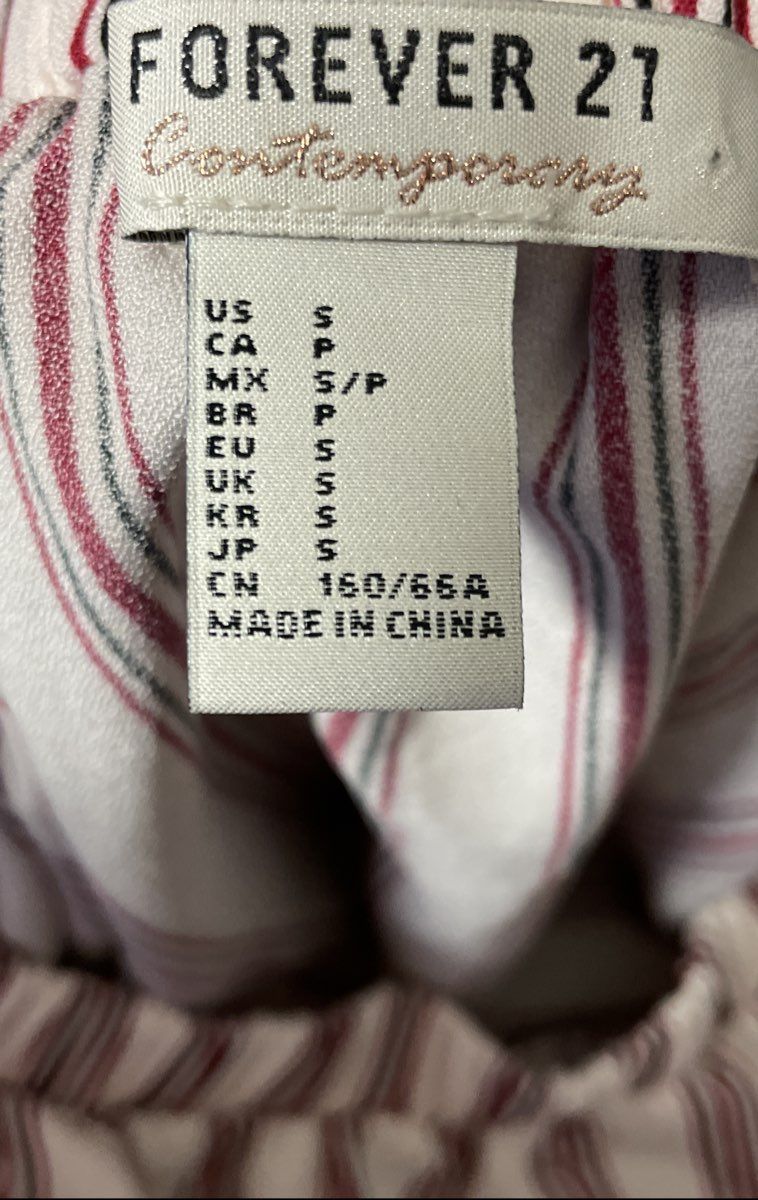 FOREVER 21
Contemporary
US S
CA P
MX S/P
BR P
EU S
UK S
KR S
JP S
CN 160/66A
MADE IN CHINA